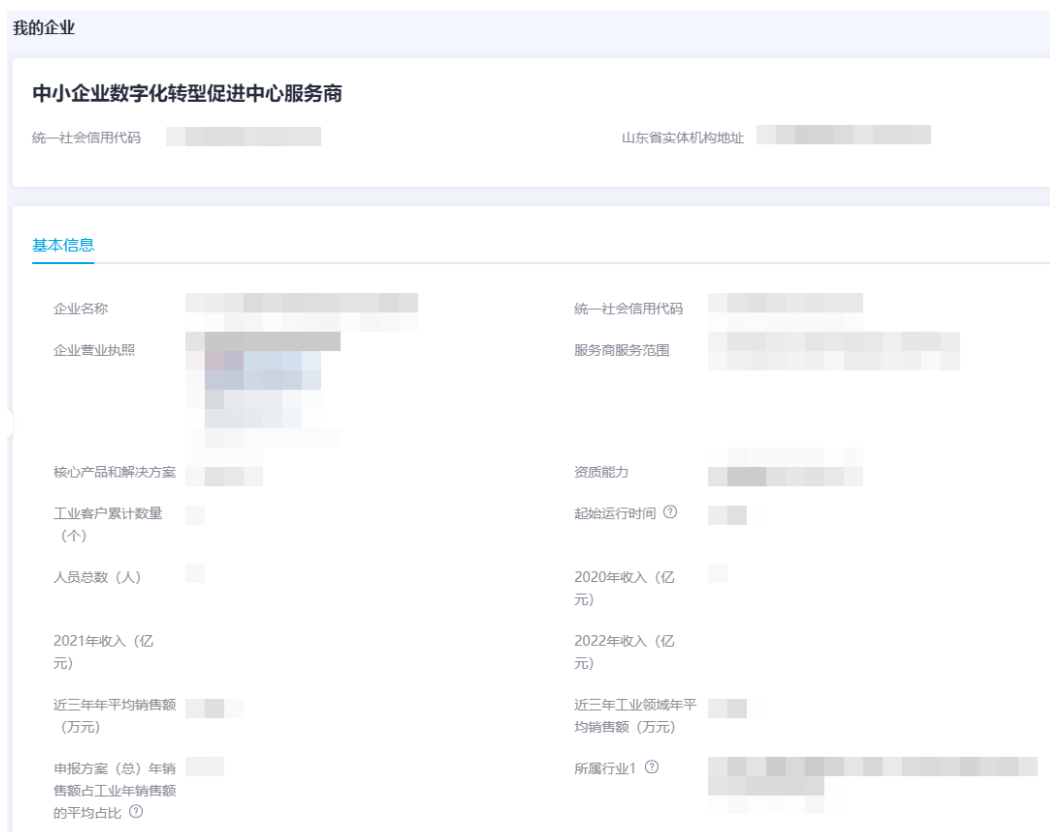 我的企业
中小企业数字化转型促进中心服务商
统一社会信用代码
山东省实体机构地址
基本信息
企业名称
统一社会信用代码
企业营业执照
服务商服务范围
核心产品和解决方案
资质能力
工业客户累计数量
（个）
起始运行时间
人员总数（人）
2020年收入（亿
元）
2021年收入（亿
元）
2022年收入（亿
元）
近三年年平均销售额
（万元）
近三年工业领域年平
均销售额（万元）
申报方案（总）年销
售额占工业年销售额
的平均占比
所属行业1